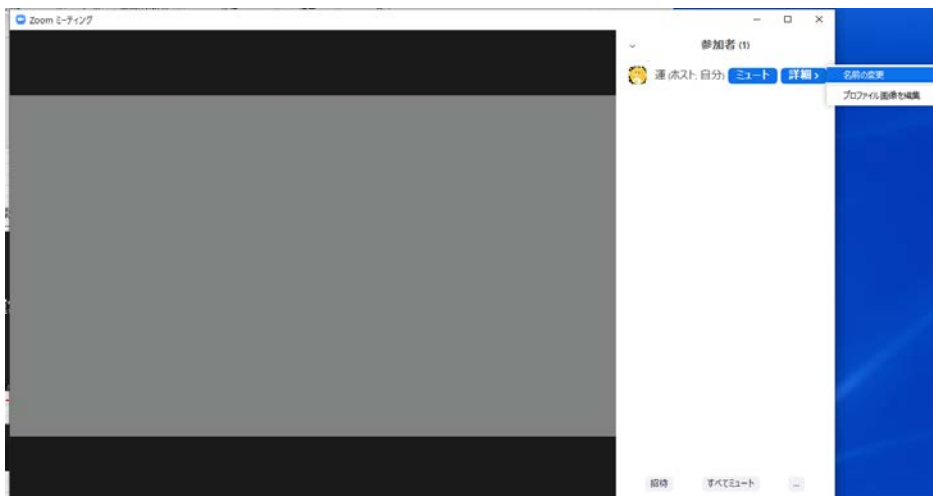 Zoom ミーティング
参加者 (1)
蓮 (ホスト, 自分) ミュート 詳細 >
名前の変更
プロファイル画像を編集
招待 すべてミュート ...